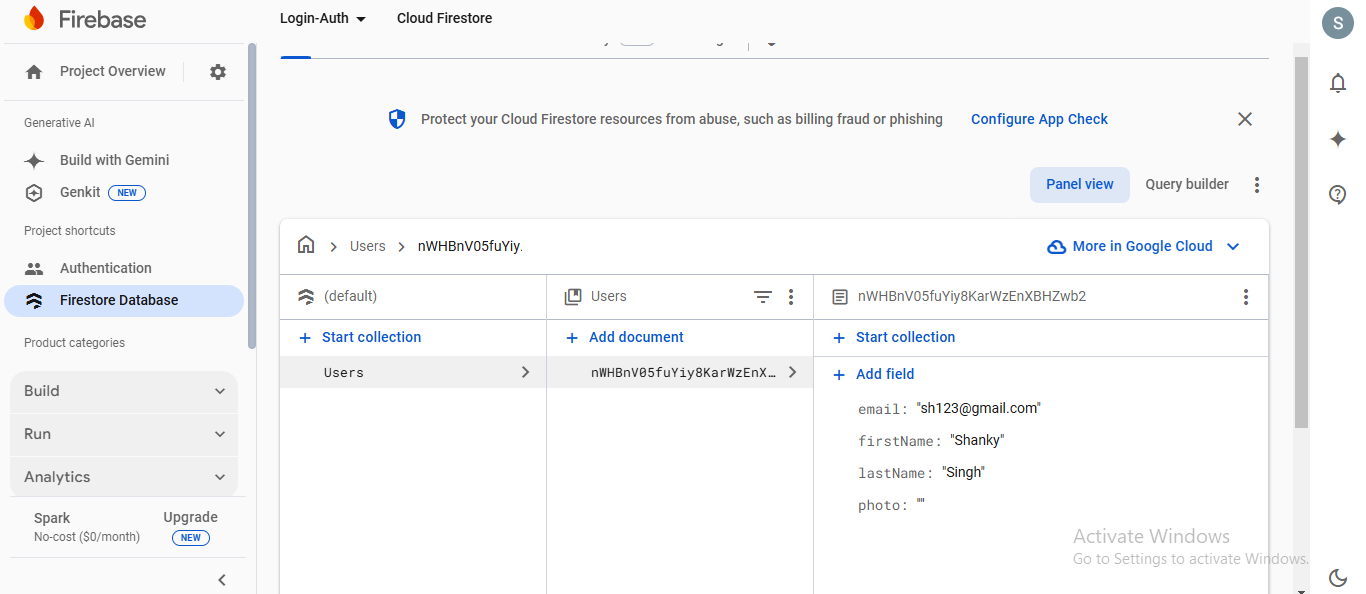 Firebase
Login-Auth
Cloud Firestore
Project Overview
Generative AI
Build with Gemini
Genkit NEW
Project shortcuts
Authentication
Firestore Database
Product categories
Build
Run
Analytics
Spark
No-cost ($0/month)
Upgrade
NEW
Protect your Cloud Firestore resources from abuse, such as billing fraud or phishing
Configure App Check
Panel view
Query builder
Users
nWHBnV05fuYiy.
More in Google Cloud
(default)
Start collection
Users
Users
Add document
nWHBnV05fuYiy8KarWzEnX…
nWHBnV05fuYiy8KarWzEnXBHZwb2
Start collection
Add field
email: "sh123@gmail.com"
firstName: "Shanky"
lastName: "Singh"
photo: ""
Activate Windows
Go to Settings to activate Windows.
S